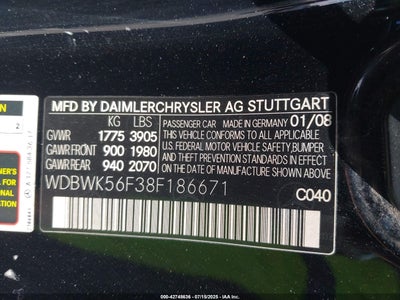 MFD BY DAIMLERCHRYSLER AG STUTTGART
KG LBS
GVWR 1775 3905
GAWR FRONT 900 1980
GAWR REAR 940 2070
PASSENGER CAR MADE IN GERMANY 01/08
THIS VEHICLE CONFORMS TO ALL APPLICABLE
U.S. FEDERAL MOTOR VEHICLE SAFETY, BUMPER
AND THEFT PREVENTION STANDARDS IN EFFECT
ON THE DATE OF MANUFACTURE SHOWN ABOVE.
WDBWK56F38F186671
C040
2
© - 42748636 - 07/15/2025 - IAA Inc.